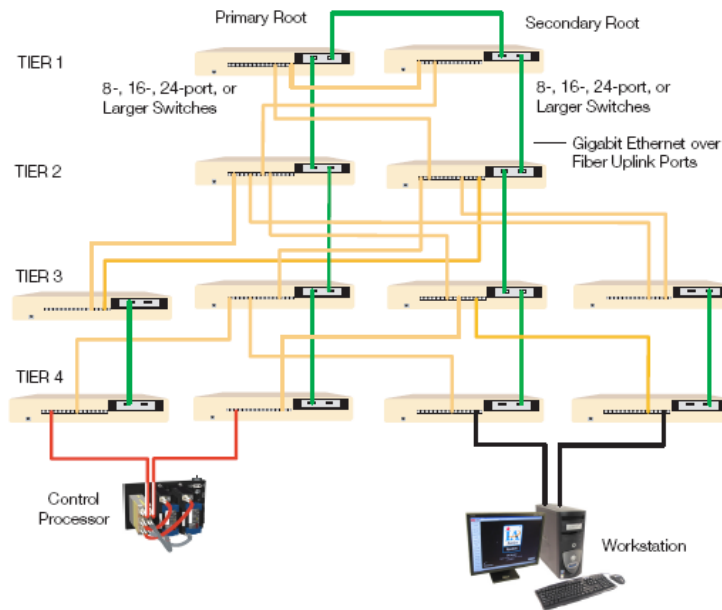 Primary Root
Secondary Root
TIER 1
8-, 16-, 24-port, or
Larger Switches
8-, 16-, 24-port, or
Larger Switches
Gigabit Ethernet over
Fiber Uplink Ports
TIER 2
TIER 3
TIER 4
Control
Processor
Workstation